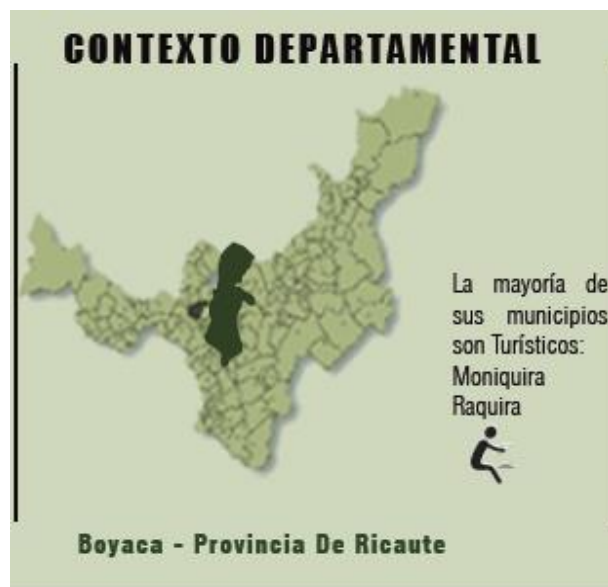 CONTEXTO DEPARTAMENTAL
La mayoría de
sus municipios
son Turísticos:
Moniquira
Raquira
Boyaca - Provincia De Ricaute